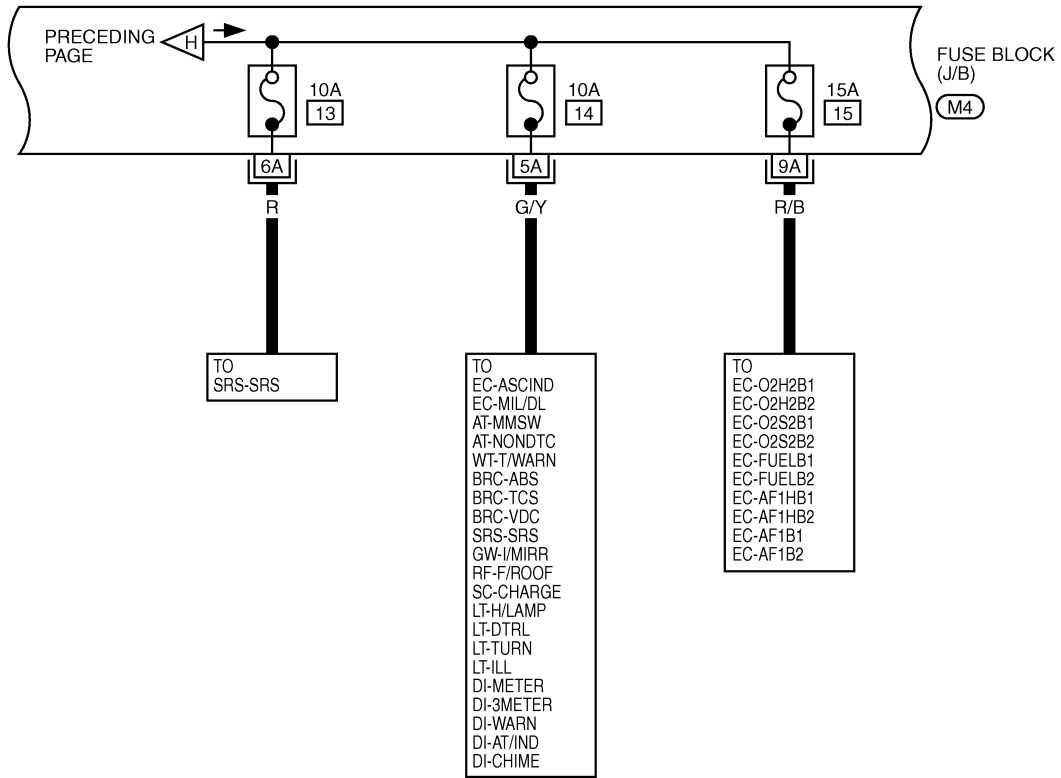 PRECEDING
PAGE
H
FUSE BLOCK
(J/B)
M4
10A
13
10A
14
15A
15
6A
5A
9A
R
G/Y
R/B
TO
SRS-SRS
TO
EC-ASCIND
EC-MIL/DL
AT-MMSW
AT-NONDTC
WT-T/WARN
BRC-ABS
BRC-TCS
BRC-VDC
SRS-SRS
GW-I/MIRR
RF-F/ROOF
SC-CHARGE
LT-H/LAMP
LT-DTRL
LT-TURN
LT-ILL
DI-METER
DI-3METER
DI-WARN
DI-AT/IND
DI-CHIME
TO
EC-O2H2B1
EC-O2H2B2
EC-O2S2B1
EC-O2S2B2
EC-FUELB1
EC-FUELB2
EC-AF1HB1
EC-AF1HB2
EC-AF1B1
EC-AF1B2